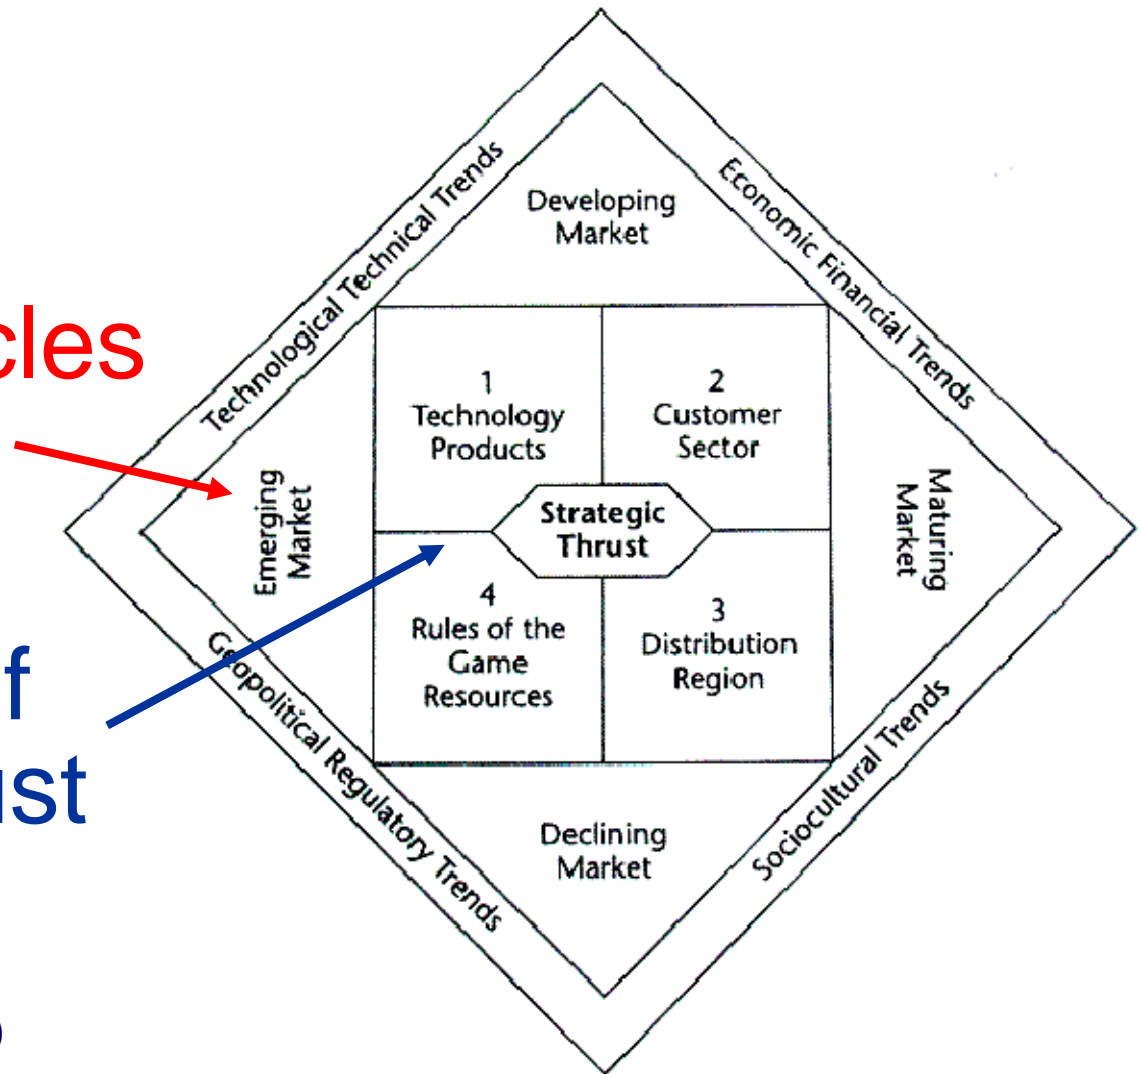 Technological Technical Trends
Economic Financial Trends
Developing
Market
cles
1
Technology
Products
2
Customer
Sector
Emerging
Market
Strategic
Thrust
Maturing
Market
4
Rules of the
Game
Resources
3
Distribution
Region
f
ust
Geopolitical Regulatory Trends
Sociocultural Trends
Declining
Market